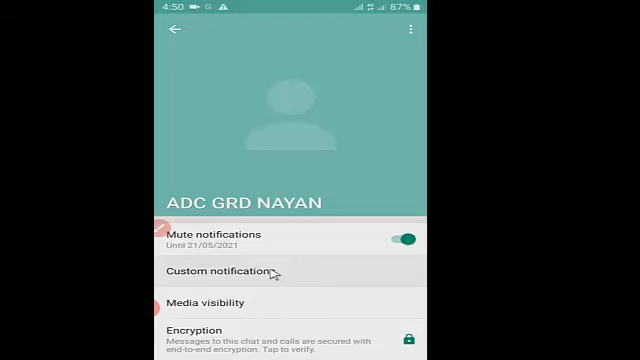 4:50
87%
ADC GRD NAYAN
Mute notifications
Until 21/05/2021
Custom notifications
Media visibility
Encryption
Messages to this chat and calls are secured with
end-to-end encryption. Tap to verify.